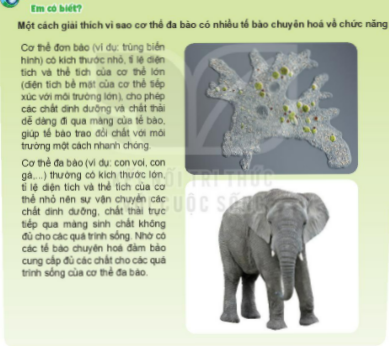 Em có biết?
Một cách giải thích vì sao cơ thể đa bào có nhiều tế bào chuyên hoá về chức năng
Cơ thể đơn bào (ví dụ: trùng biến
hình) có kích thước nhỏ, tỉ lệ diện
tích và thể tích của cơ thể lớn
(diện tích bề mặt của cơ thể tiếp
xúc với môi trường lớn), cho phép
các chất dinh dưỡng và chất thải
dễ dàng đi qua màng của tế bào,
giúp tế bào trao đổi chất với môi
trường một cách nhanh chóng.
Cơ thể đa bào (ví dụ: con voi, con
gà,...) thường có kích thước lớn,
tỉ lệ diện tích và thể tích của cơ
thể nhỏ nên sự vận chuyển các
chất dinh dưỡng, chất thải trực
tiếp qua màng sinh chất không
đủ cho các quá trình sống. Nhờ có
các tế bào chuyên hoá đảm bảo
cung cấp đủ các chất cho các quá
trình sống của cơ thể đa bào.
ỐI TRI THỨC
CUỘC SỐNG